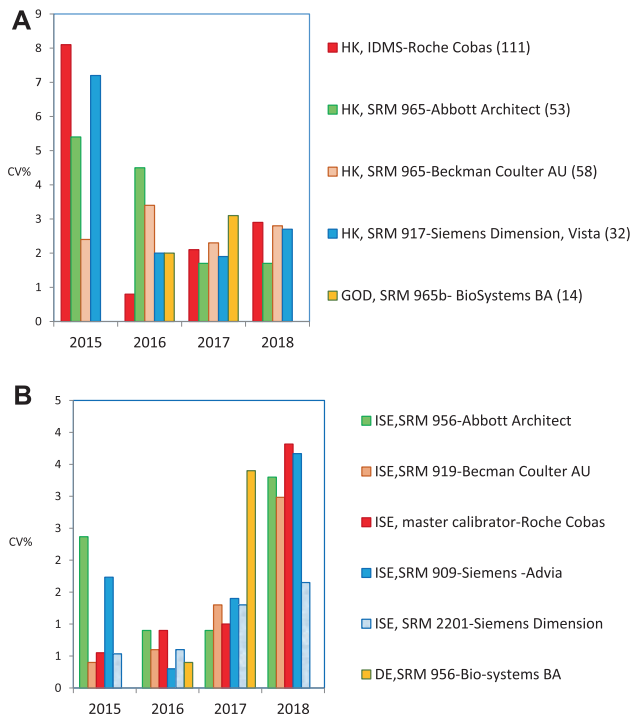 A
9
8
7
6
5
CV%
4
3
2
1
0
2015 2016 2017 2018
HK, IDMS-Roche Cobas (111)
HK, SRM 965-Abbott Architect (53)
HK, SRM 965-Beckman Coulter AU (58)
HK, SRM 917-Siemens Dimension, Vista (32)
GOD, SRM 965b- BioSystems BA (14)
B
5
4
4
3
3
CV%
2
2
1
1
0
2015 2016 2017 2018
ISE,SRM 956-Abbott Architect
ISE,SRM 919-Becman Coulter AU
ISE, master calibrator-Roche Cobas
ISE,SRM 909-Siemens -Advia
ISE, SRM 2201-Siemens Dimension
DE,SRM 956-Bio-systems BA